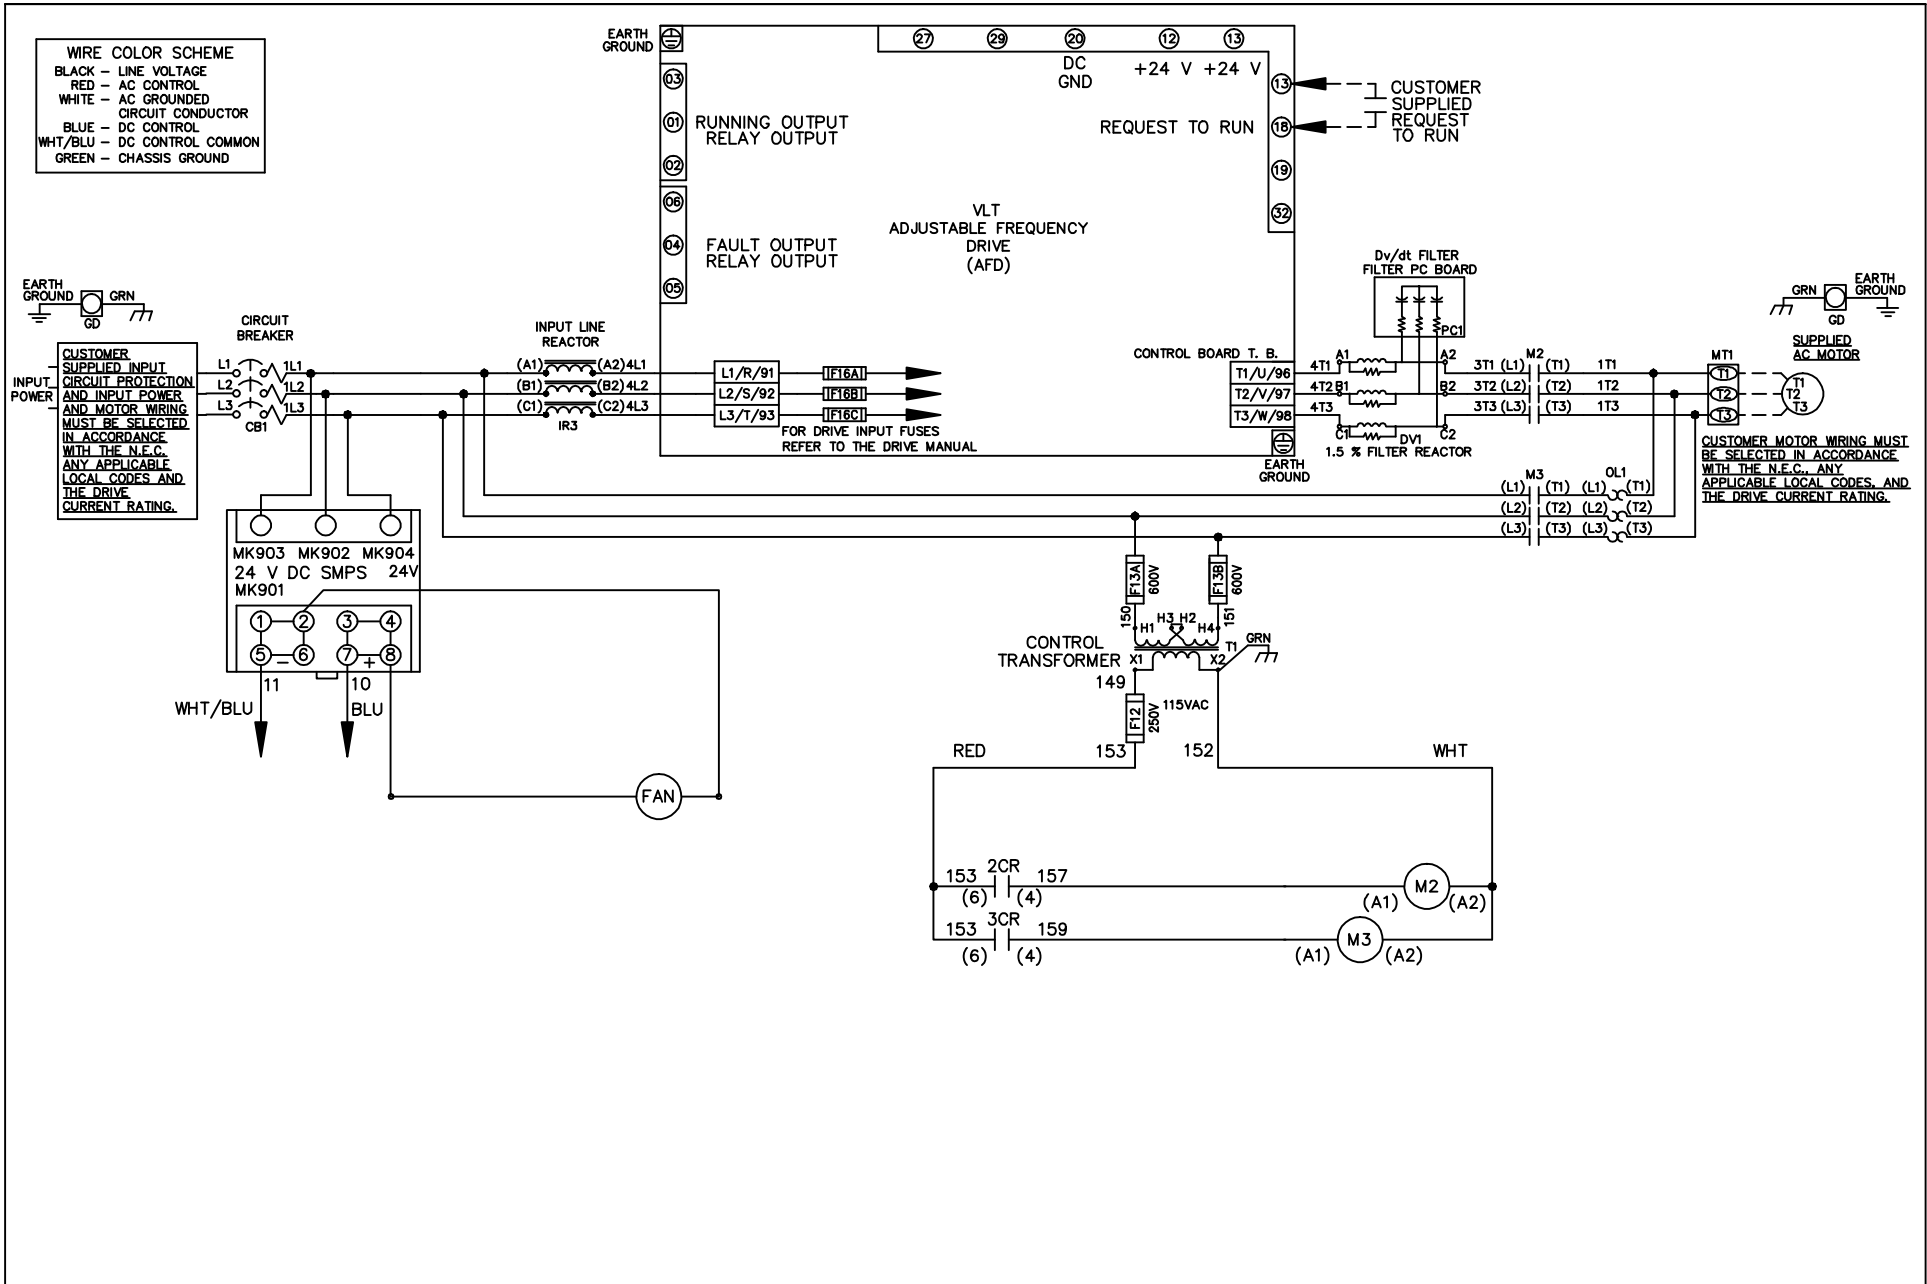 WIRE COLOR SCHEME
BLACK – LINE VOLTAGE
RED – AC CONTROL
WHITE – AC GROUNDED
CIRCUIT CONDUCTOR
BLUE – DC CONTROL
WHT/BLU – DC CONTROL COMMON
GREEN – CHASSIS GROUND
EARTH
GROUND
27 29 20 12 13
DC
GND
+24 V +24 V
03
01
02
RUNNING OUTPUT
RELAY OUTPUT
06
04
05
FAULT OUTPUT
RELAY OUTPUT
VLT
ADJUSTABLE FREQUENCY
DRIVE
(AFD)
REQUEST TO RUN
13
18
19
32
CUSTOMER
SUPPLIED
REQUEST
TO RUN
Dv/dt FILTER
FILTER PC BOARD
PC1
EARTH
GROUND
GRN
GD
INPUT
POWER
CUSTOMER
SUPPLIED INPUT
CIRCUIT PROTECTION
AND INPUT POWER
AND MOTOR WIRING
MUST BE SELECTED
IN ACCORDANCE
WITH THE N.E.C.
ANY APPLICABLE
LOCAL CODES AND
THE DRIVE
CURRENT RATING.
CIRCUIT
BREAKER
L1 1L1
L2 1L2
L3 1L3
CB1
INPUT LINE
REACTOR
(A1) (A2) 4L1
(B1) (B2) 4L2
(C1) (C2) 4L3
IR3
L1/R/91 F16A
L2/S/92 F16B
L3/T/93 F16C
FOR DRIVE INPUT FUSES
REFER TO THE DRIVE MANUAL
CONTROL BOARD T. B.
T1/U/96 4T1 A1 A2
T2/V/97 4T2 B1 B2
T3/W/98 4T3 C1 C2
DV1
1.5 % FILTER REACTOR
EARTH
GROUND
M2
3T1 (L1) (T1) 1T1
3T2 (L2) (T2) 1T2
3T3 (L3) (T3) 1T3
MT1
T1
T2
T3
T1
T2
T3
GRN
EARTH
GROUND
GD
SUPPLIED
AC MOTOR
CUSTOMER MOTOR WIRING MUST
BE SELECTED IN ACCORDANCE
WITH THE N.E.C., ANY
APPLICABLE LOCAL CODES, AND
THE DRIVE CURRENT RATING.
M3 OL1
(L1) (T1) (L1) (T1)
(L2) (T2) (L2) (T2)
(L3) (T3) (L3) (T3)
MK903 MK902 MK904
24 V DC SMPS 24V
MK901
1 2 3 4
5 – 6 7 + 8
11 10
WHT/BLU BLU
FAN
F13A 600V F13B 600V
150 151
H1 H3 H2 H4
CONTROL
TRANSFORMER
X1 X2 T1 GRN
149
F12 250V 115VAC
153 152
RED WHT
2CR
153 157
(6) (4)
M2
(A1) (A2)
3CR
153 159
(6) (4)
M3
(A1) (A2)